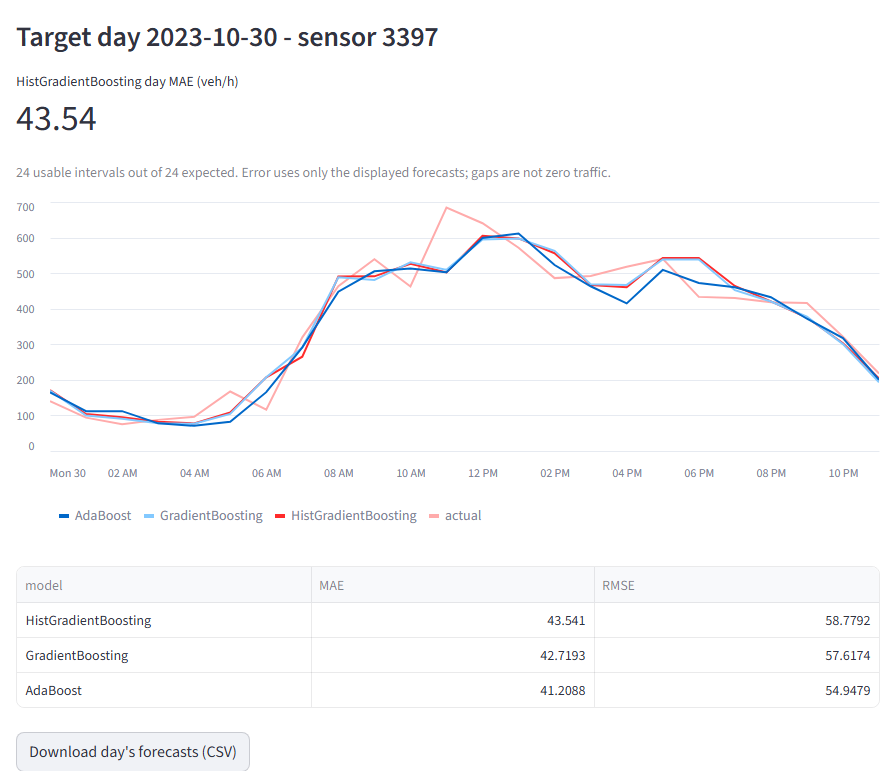 Target day 2023-10-30 - sensor 3397
HistGradientBoosting day MAE (veh/h)
43.54
24 usable intervals out of 24 expected. Error uses only the displayed forecasts; gaps are not zero traffic.
700
600
500
400
300
200
100
0
Mon 30 02 AM 04 AM 06 AM 08 AM 10 AM 12 PM 02 PM 04 PM 06 PM 08 PM 10 PM
AdaBoost GradientBoosting HistGradientBoosting actual
model MAE RMSE
HistGradientBoosting 43.541 58.7792
GradientBoosting 42.7193 57.6174
AdaBoost 41.2088 54.9479
Download day's forecasts (CSV)